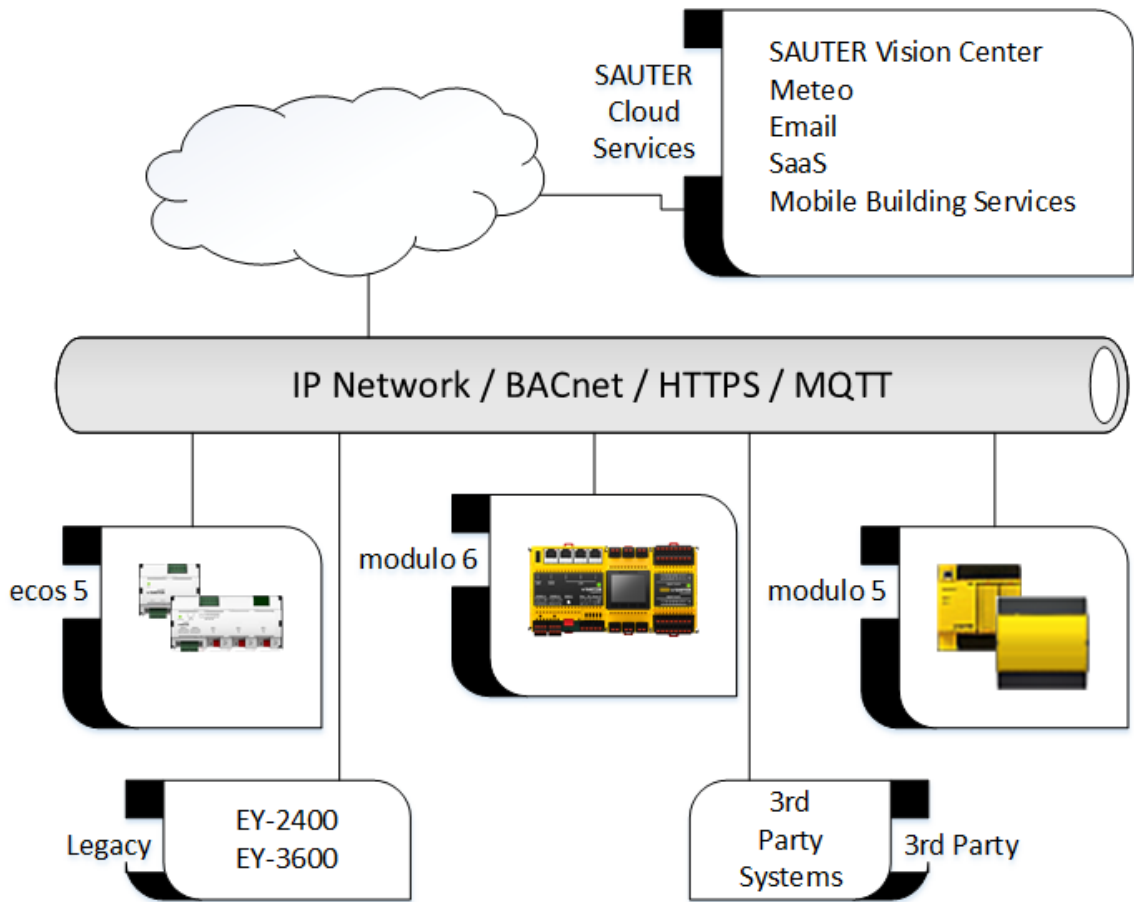 SAUTER
Cloud
Services
SAUTER Vision Center
Meteo
Email
SaaS
Mobile Building Services
IP Network / BACnet / HTTPS / MQTT
ecos 5
modulo 6
modulo 5
Legacy
EY-2400
EY-3600
3rd
Party
Systems
3rd Party